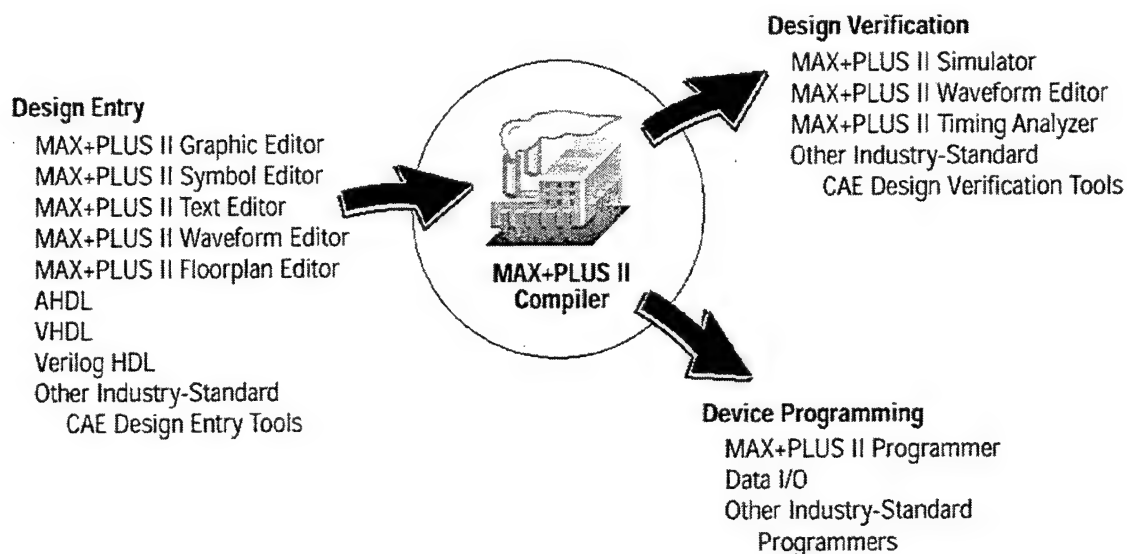 Design Entry
MAX+PLUS II Graphic Editor
MAX+PLUS II Symbol Editor
MAX+PLUS II Text Editor
MAX+PLUS II Waveform Editor
MAX+PLUS II Floorplan Editor
AHDL
VHDL
Verilog HDL
Other Industry-Standard
CAE Design Entry Tools
MAX+PLUS II
Compiler
Design Verification
MAX+PLUS II Simulator
MAX+PLUS II Waveform Editor
MAX+PLUS II Timing Analyzer
Other Industry-Standard
CAE Design Verification Tools
Device Programming
MAX+PLUS II Programmer
Data I/O
Other Industry-Standard
Programmers